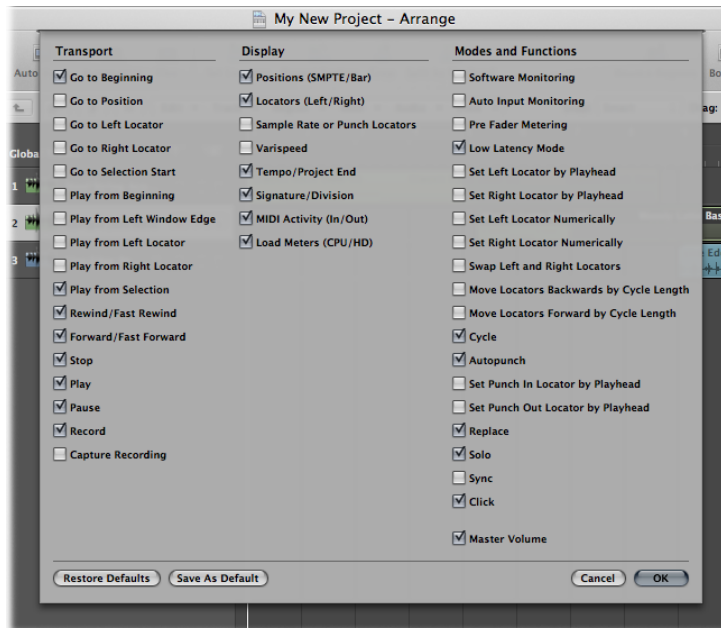 My New Project – Arrange
Transport
Go to Beginning
Go to Position
Go to Left Locator
Go to Right Locator
Go to Selection Start
Play from Beginning
Play from Left Window Edge
Play from Left Locator
Play from Right Locator
Play from Selection
Rewind/Fast Rewind
Forward/Fast Forward
Stop
Play
Pause
Record
Capture Recording
Display
Positions (SMPTE/Bar)
Locators (Left/Right)
Sample Rate or Punch Locators
Varispeed
Tempo/Project End
Signature/Division
MIDI Activity (In/Out)
Load Meters (CPU/HD)
Modes and Functions
Software Monitoring
Auto Input Monitoring
Pre Fader Metering
Low Latency Mode
Set Left Locator by Playhead
Set Right Locator by Playhead
Set Left Locator Numerically
Set Right Locator Numerically
Swap Left and Right Locators
Move Locators Backwards by Cycle Length
Move Locators Forward by Cycle Length
Cycle
Autopunch
Set Punch In Locator by Playhead
Set Punch Out Locator by Playhead
Replace
Solo
Sync
Click
Master Volume
Restore Defaults
Save As Default
Cancel
OK
Auto
Globa
1
2
3
Bo
ag:
Bas
Ed